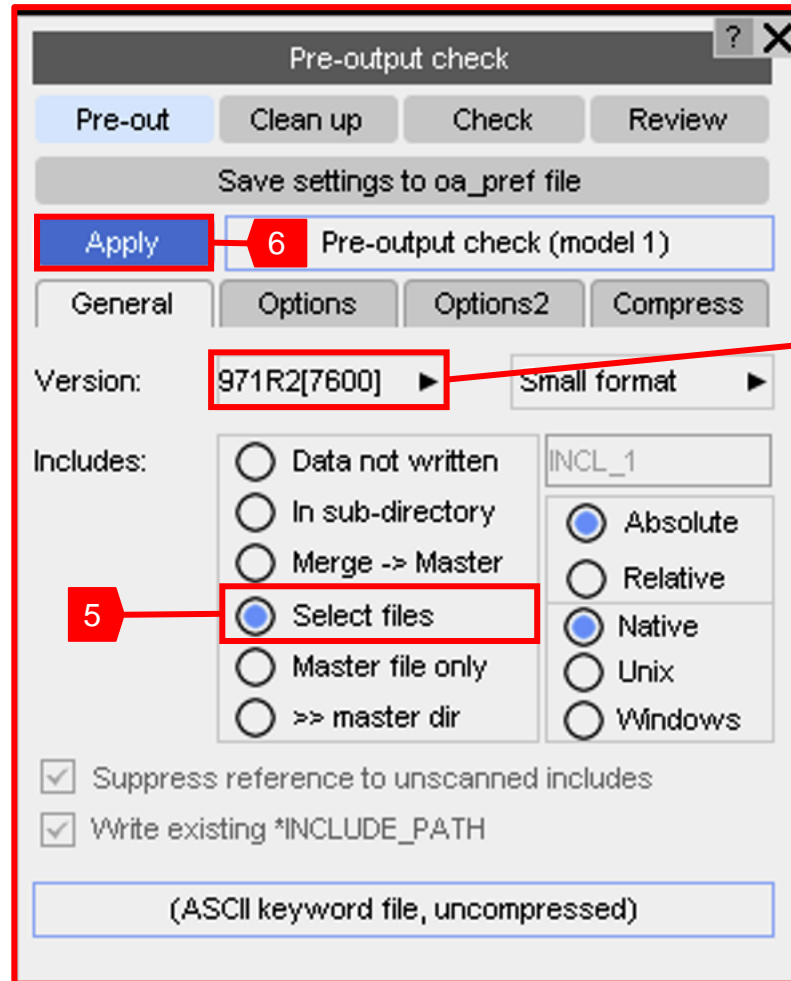 ?
Pre-output check
Pre-out Clean up Check Review
Save settings to oa_pref file
Apply 6 Pre-output check (model 1)
General Options Options2 Compress
Version: 971R2[7600] Small format
Includes: Data not written INCL_1
In sub-directory Absolute
Merge -> Master Relative
5 Select files Native
Master file only Unix
>> master dir Windows
Suppress reference to unscanned includes
Write existing *INCLUDE_PATH
(ASCII keyword file, uncompressed)